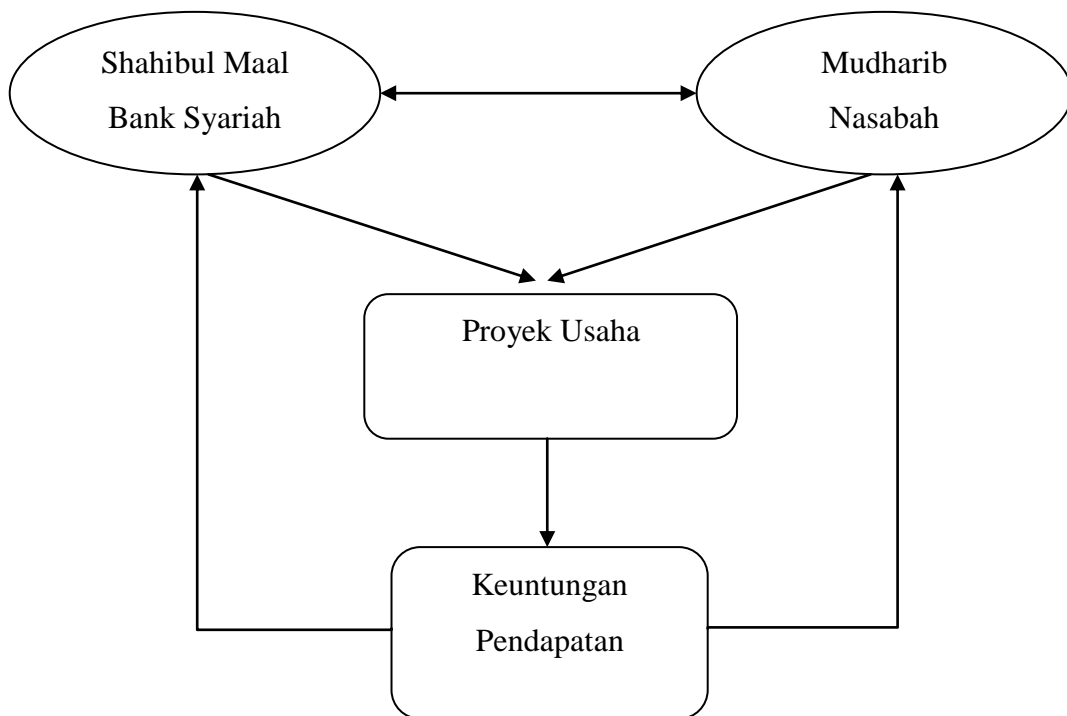 Shahibul Maal
Bank Syariah
Mudharib
Nasabah
Proyek Usaha
Keuntungan
Pendapatan